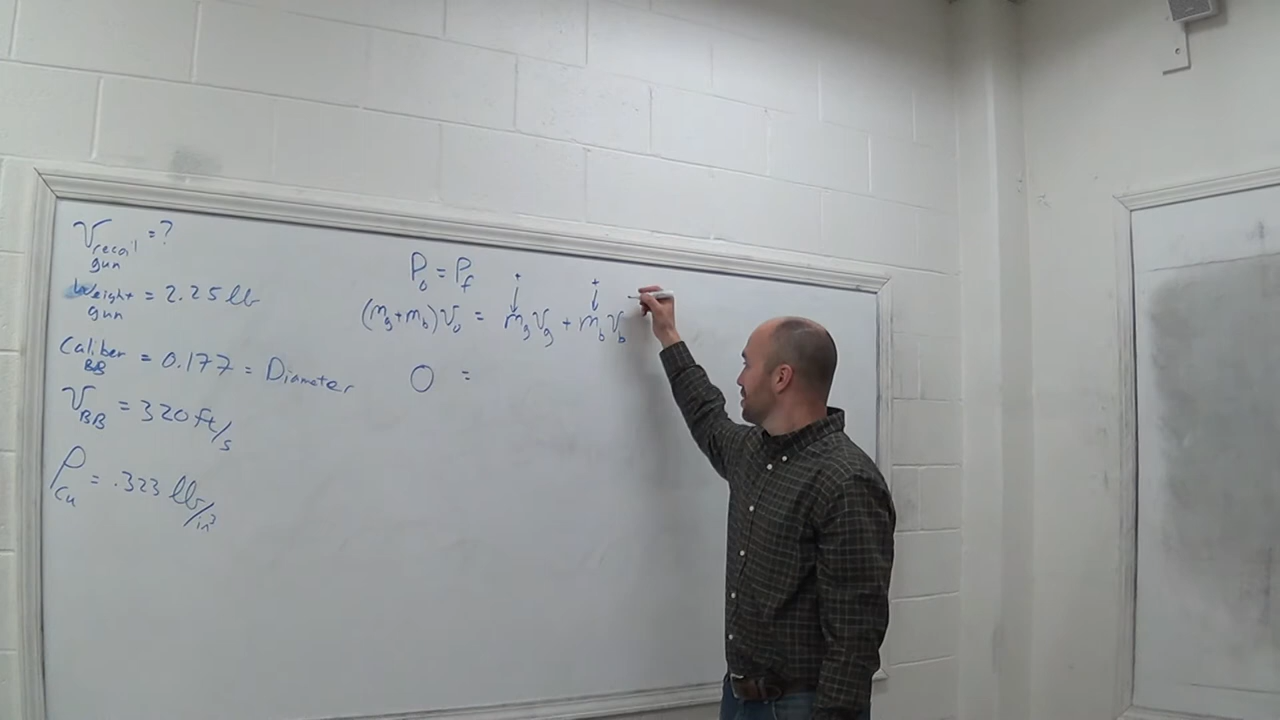 V recoil gun = ?
Weight gun = 2.25 lb
Caliber BB = 0.177 = Diameter
V BB = 320 ft/s
ρ Cu = .323 lb/in³
P₀ = P_f
+ +
(m_g + m_b) V₀ = m_g V_g + m_b V_b
0 =